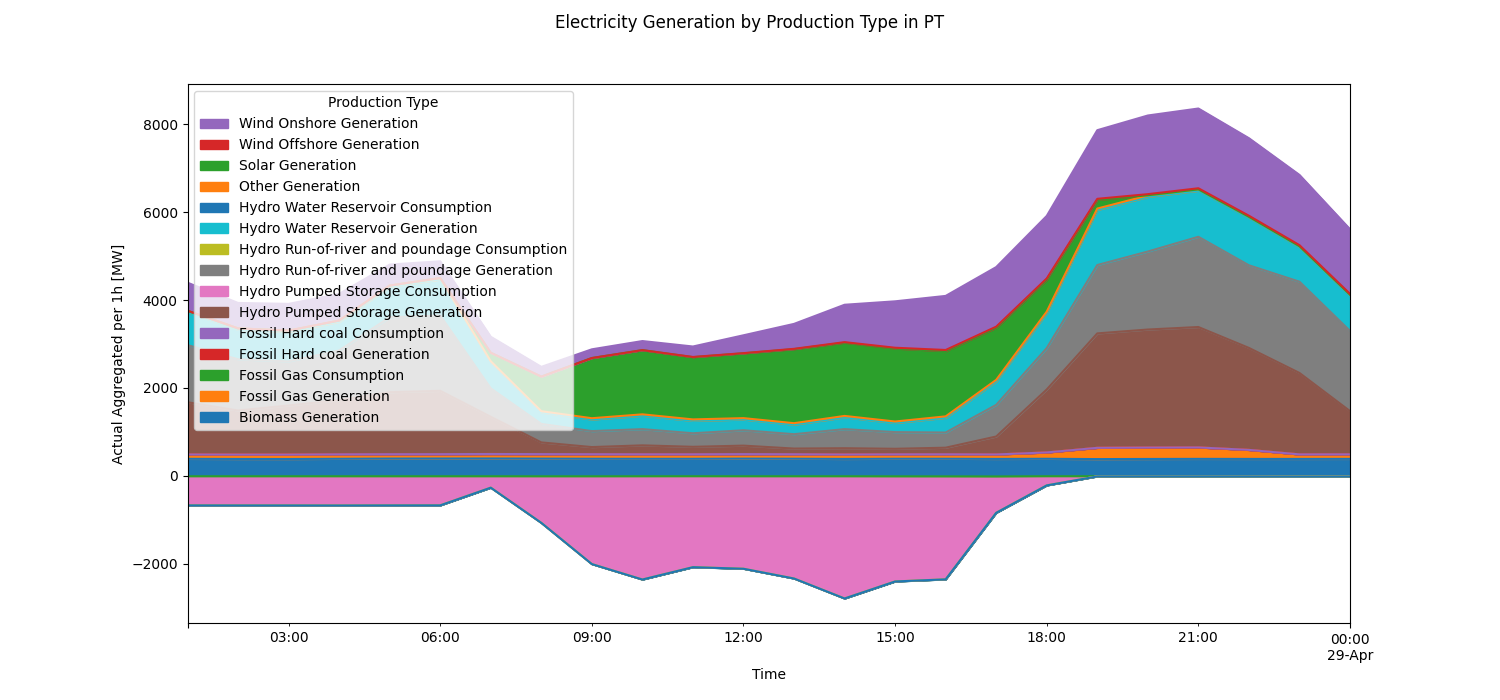 Electricity Generation by Production Type in PT
Production Type
Wind Onshore Generation
Wind Offshore Generation
Solar Generation
Other Generation
Hydro Water Reservoir Consumption
Hydro Water Reservoir Generation
Hydro Run-of-river and poundage Consumption
Hydro Run-of-river and poundage Generation
Hydro Pumped Storage Consumption
Hydro Pumped Storage Generation
Fossil Hard coal Consumption
Fossil Hard coal Generation
Fossil Gas Consumption
Fossil Gas Generation
Biomass Generation
Actual Aggregated per 1h [MW]
8000
6000
4000
2000
0
−2000
03:00 06:00 09:00 12:00 15:00 18:00 21:00 00:00
29-Apr
Time